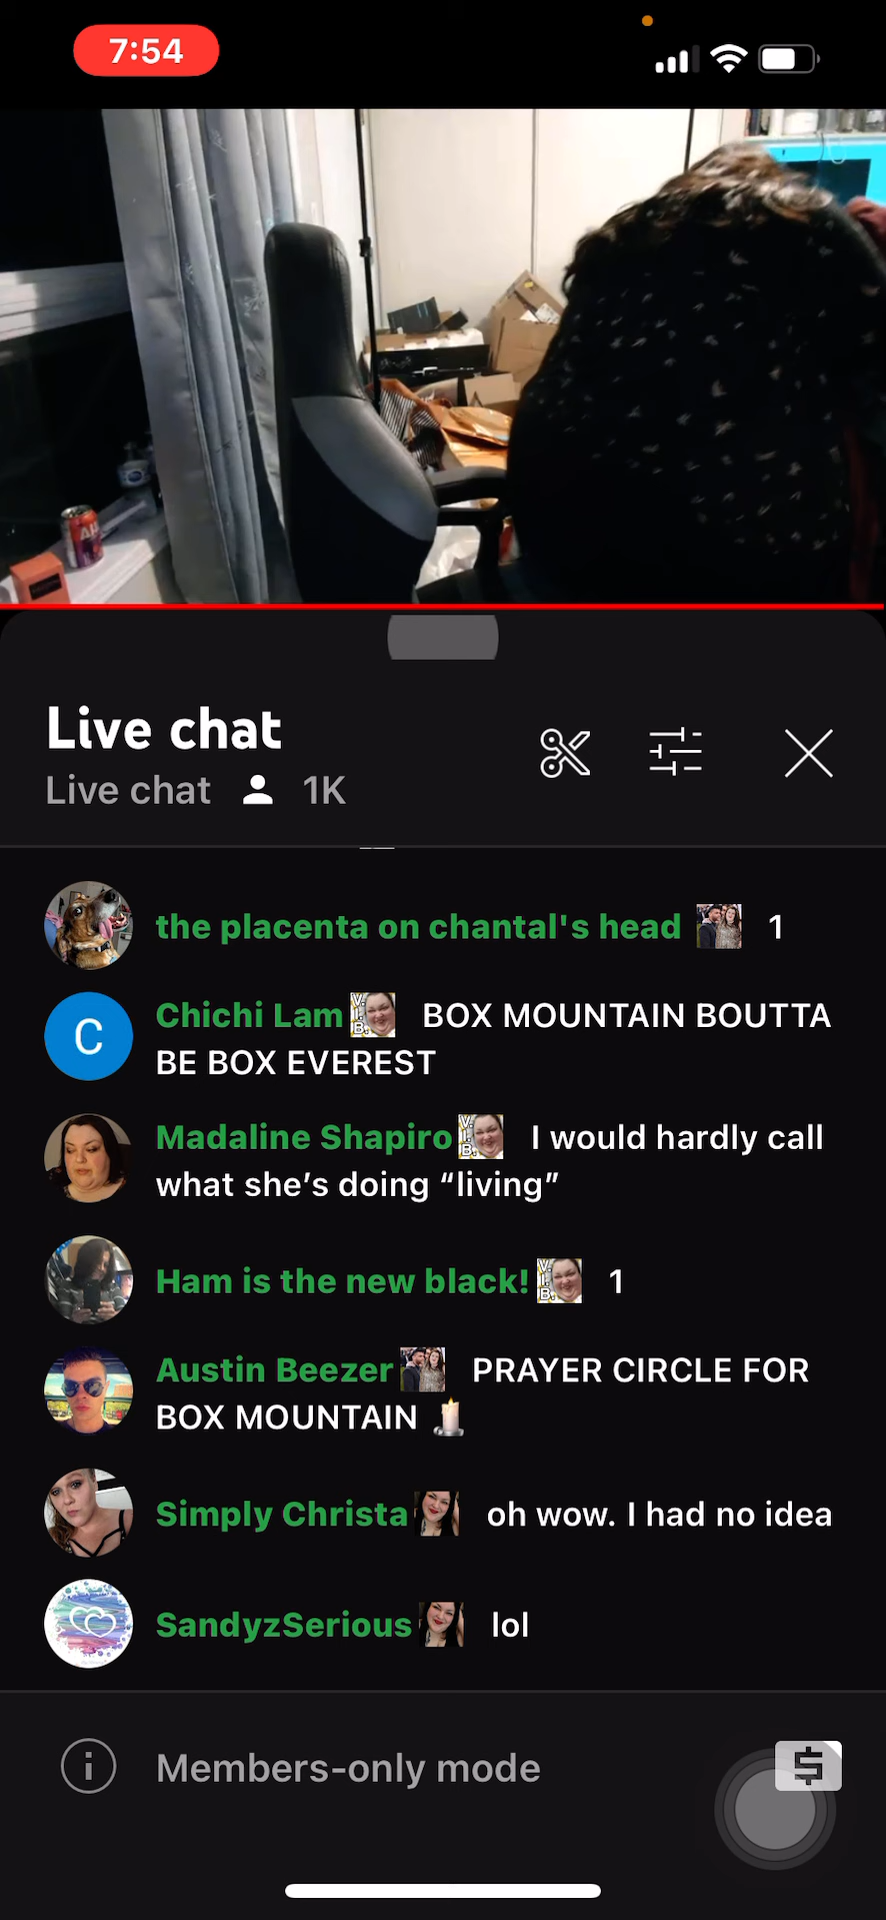 7:54
Live chat
Live chat 1K
the placenta on chantal's head 1
C
Chichi Lam V.I.B. BOX MOUNTAIN BOUTTA
BE BOX EVEREST
Madaline Shapiro V.I.B. I would hardly call
what she's doing “living”
Ham is the new black! V.I.B. 1
Austin Beezer PRAYER CIRCLE FOR
BOX MOUNTAIN
Simply Christa oh wow. I had no idea
SandyzSerious lol
Members-only mode